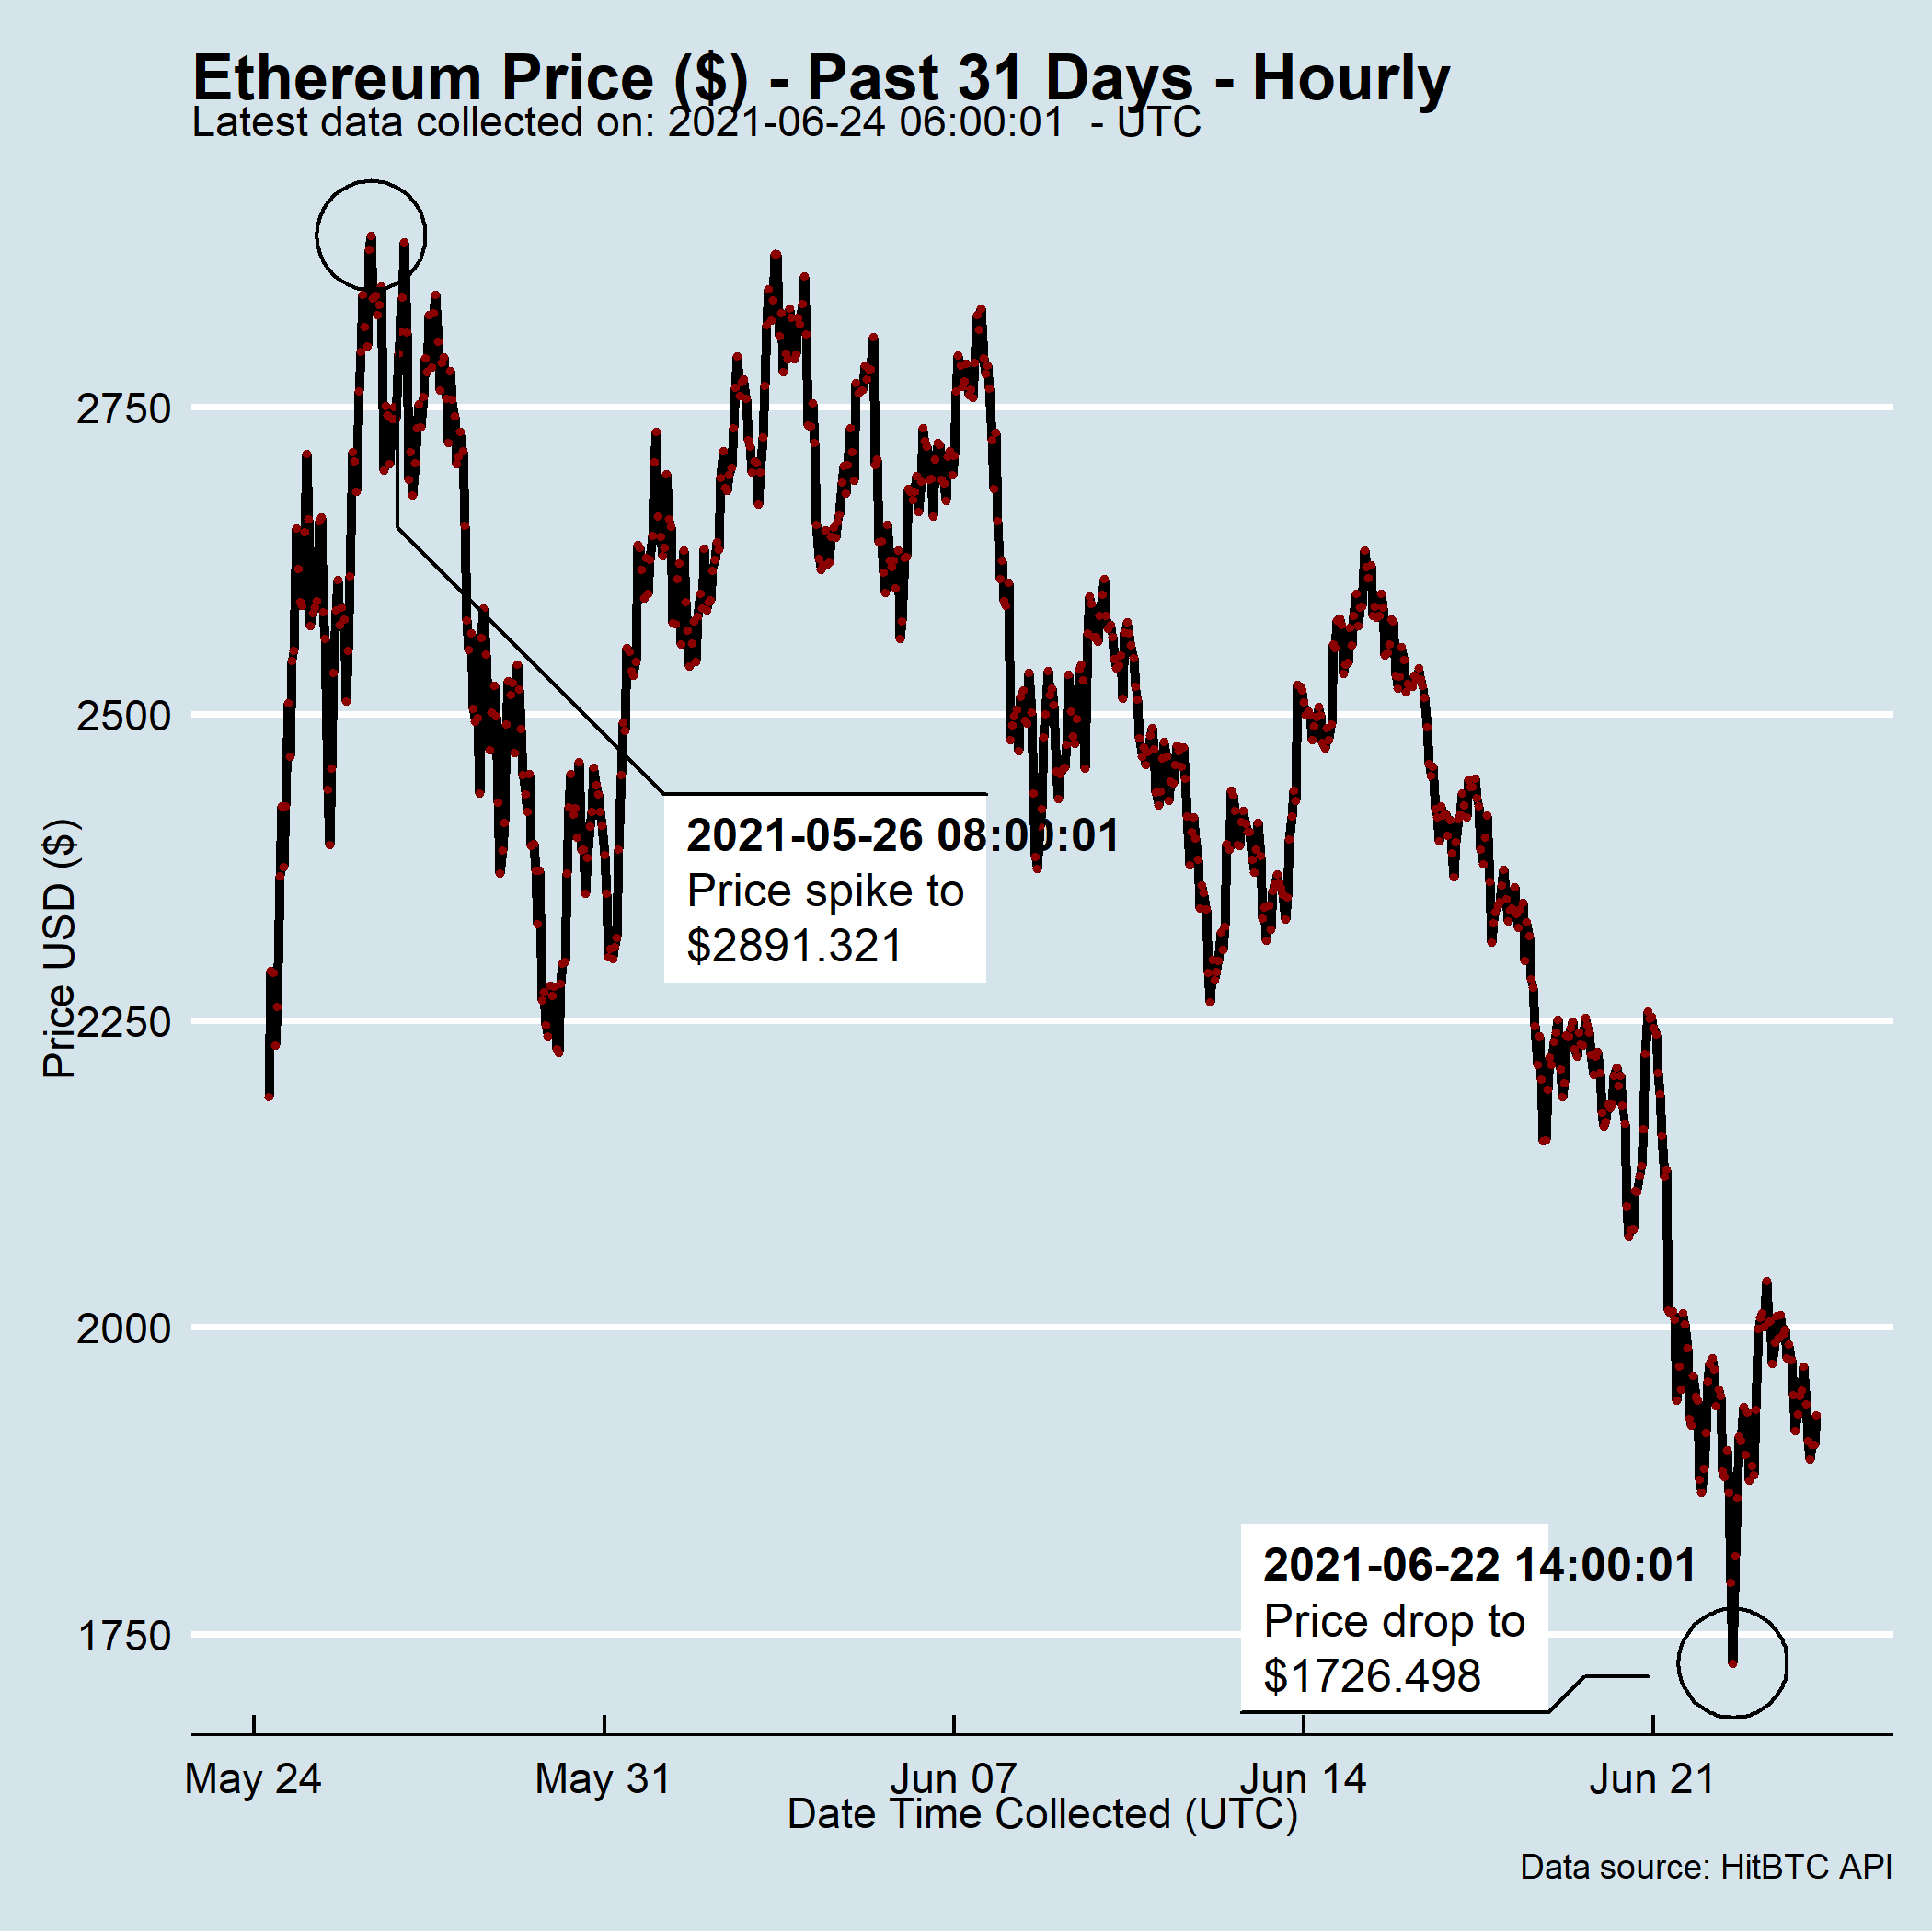 Ethereum Price ($) - Past 31 Days - Hourly
Latest data collected on: 2021-06-24 06:00:01  - UTC
Price USD ($)
2750
2500
2250
2000
1750
2021-05-26 08:00:01
Price spike to
$2891.321
2021-06-22 14:00:01
Price drop to
$1726.498
May 24
May 31
Jun 07
Jun 14
Jun 21
Date Time Collected (UTC)
Data source: HitBTC API